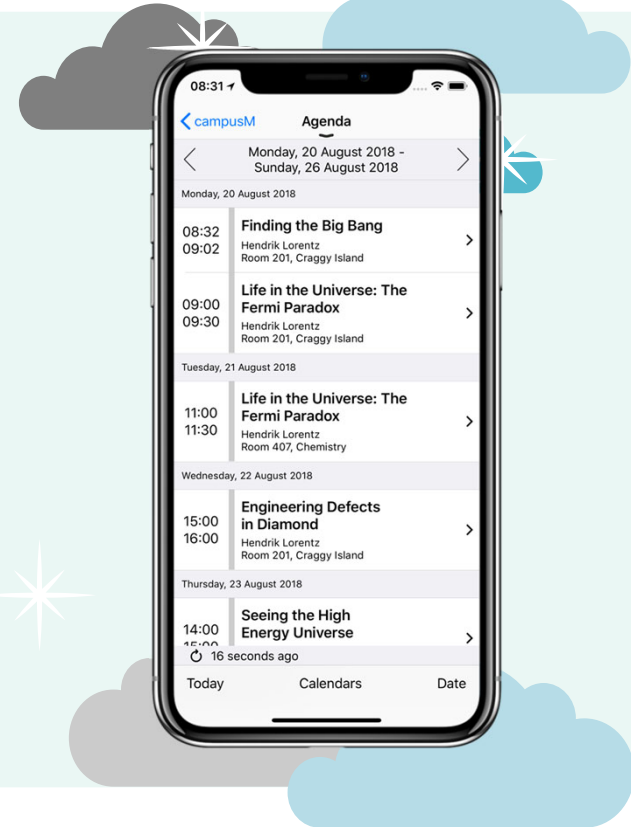 08:31
campusM
Agenda
Monday, 20 August 2018 -
Sunday, 26 August 2018
Monday, 20 August 2018
08:32
09:02
Finding the Big Bang
Hendrik Lorentz
Room 201, Craggy Island
09:00
09:30
Life in the Universe: The
Fermi Paradox
Hendrik Lorentz
Room 201, Craggy Island
Tuesday, 21 August 2018
11:00
11:30
Life in the Universe: The
Fermi Paradox
Hendrik Lorentz
Room 407, Chemistry
Wednesday, 22 August 2018
15:00
16:00
Engineering Defects
in Diamond
Hendrik Lorentz
Room 201, Craggy Island
Thursday, 23 August 2018
14:00
15:00
Seeing the High
Energy Universe
16 seconds ago
Today
Calendars
Date